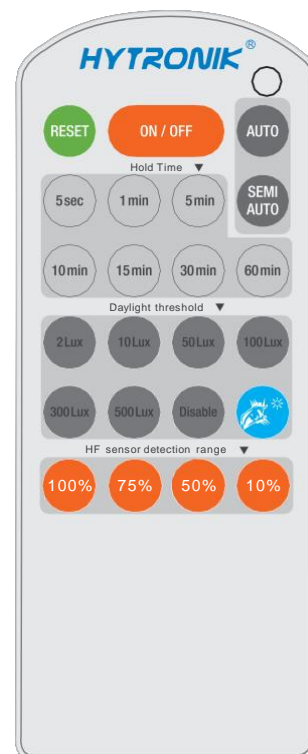 HYTRONIK®
RESET ON / OFF AUTO
Hold Time ▼
5sec 1min 5min SEMI AUTO
10min 15min 30min 60min
Daylight threshold ▼
2Lux 10Lux 50Lux 100Lux
300Lux 500Lux Disable
HF sensor detection range ▼
100% 75% 50% 10%